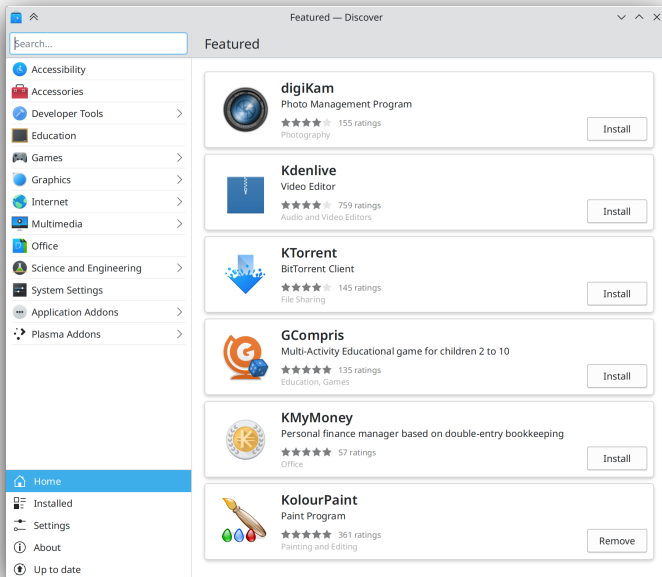 Featured — Discover
Search...
Featured
Accessibility
Accessories
Developer Tools
Education
Games
Graphics
Internet
Multimedia
Office
Science and Engineering
System Settings
Application Addons
Plasma Addons
Home
Installed
Settings
About
Up to date
digiKam
Photo Management Program
155 ratings
Photography
Install
Kdenlive
Video Editor
759 ratings
Audio and Video Editors
Install
KTorrent
BitTorrent Client
145 ratings
File Sharing
Install
GCompris
Multi-Activity Educational game for children 2 to 10
135 ratings
Education, Games
Install
KMyMoney
Personal finance manager based on double-entry bookkeeping
57 ratings
Office
Install
KolourPaint
Paint Program
361 ratings
Painting and Editing
Remove